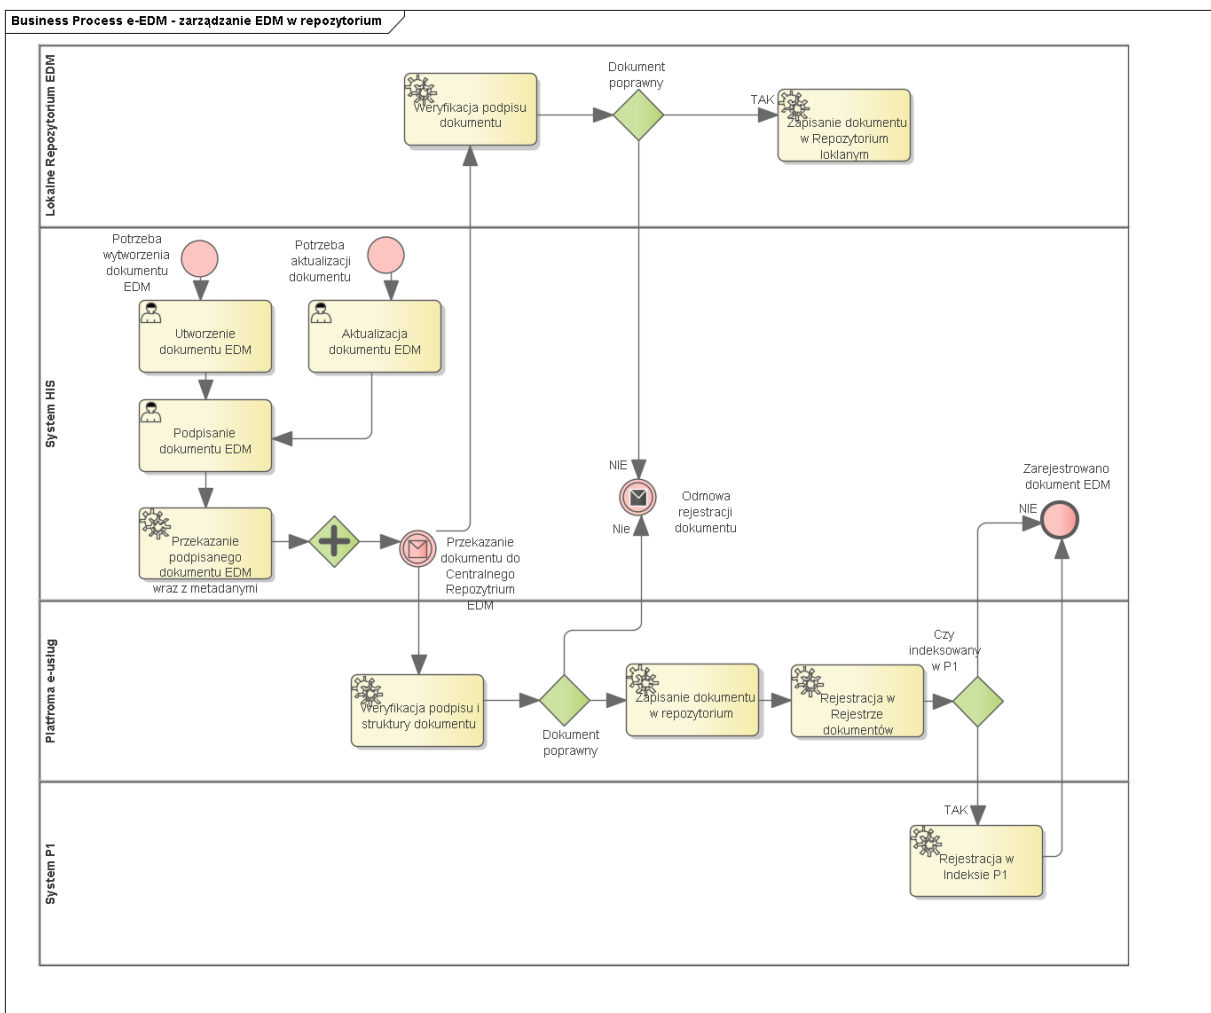 Business Process e-EDM - zarządzanie EDM w repozytorium
Lokalne Repozytorium EDM
Weryfikacja podpisu
dokumentu
Dokument
poprawny
TAK
Zapisanie dokumentu
w Repozytorium
loklanym
System HIS
Potrzeba
wytworzenia
dokumentu
EDM
Potrzeba
aktualizacji
dokumentu
Utworzenie
dokumentu EDM
Aktualizacja
dokumentu EDM
Podpisanie
dokumentu EDM
Przekazanie
podpisanego
dokumentu EDM
wraz z metadanymi
Przekazanie
dokumentu do
Centralnego
Repozytrium
EDM
NIE
Odmowa
rejestracji
dokumentu
Nie
Zarejestrowano
dokument EDM
NIE
Platfroma e-usług
Weryfikacja podpisu i
struktury dokumentu
Dokument
poprawny
Zapisanie dokumentu
w repozytorium
Rejestracja w
Rejestrze
dokumentów
Czy
indeksowany
w P1
System P1
TAK
Rejestracja w
Indeksie P1